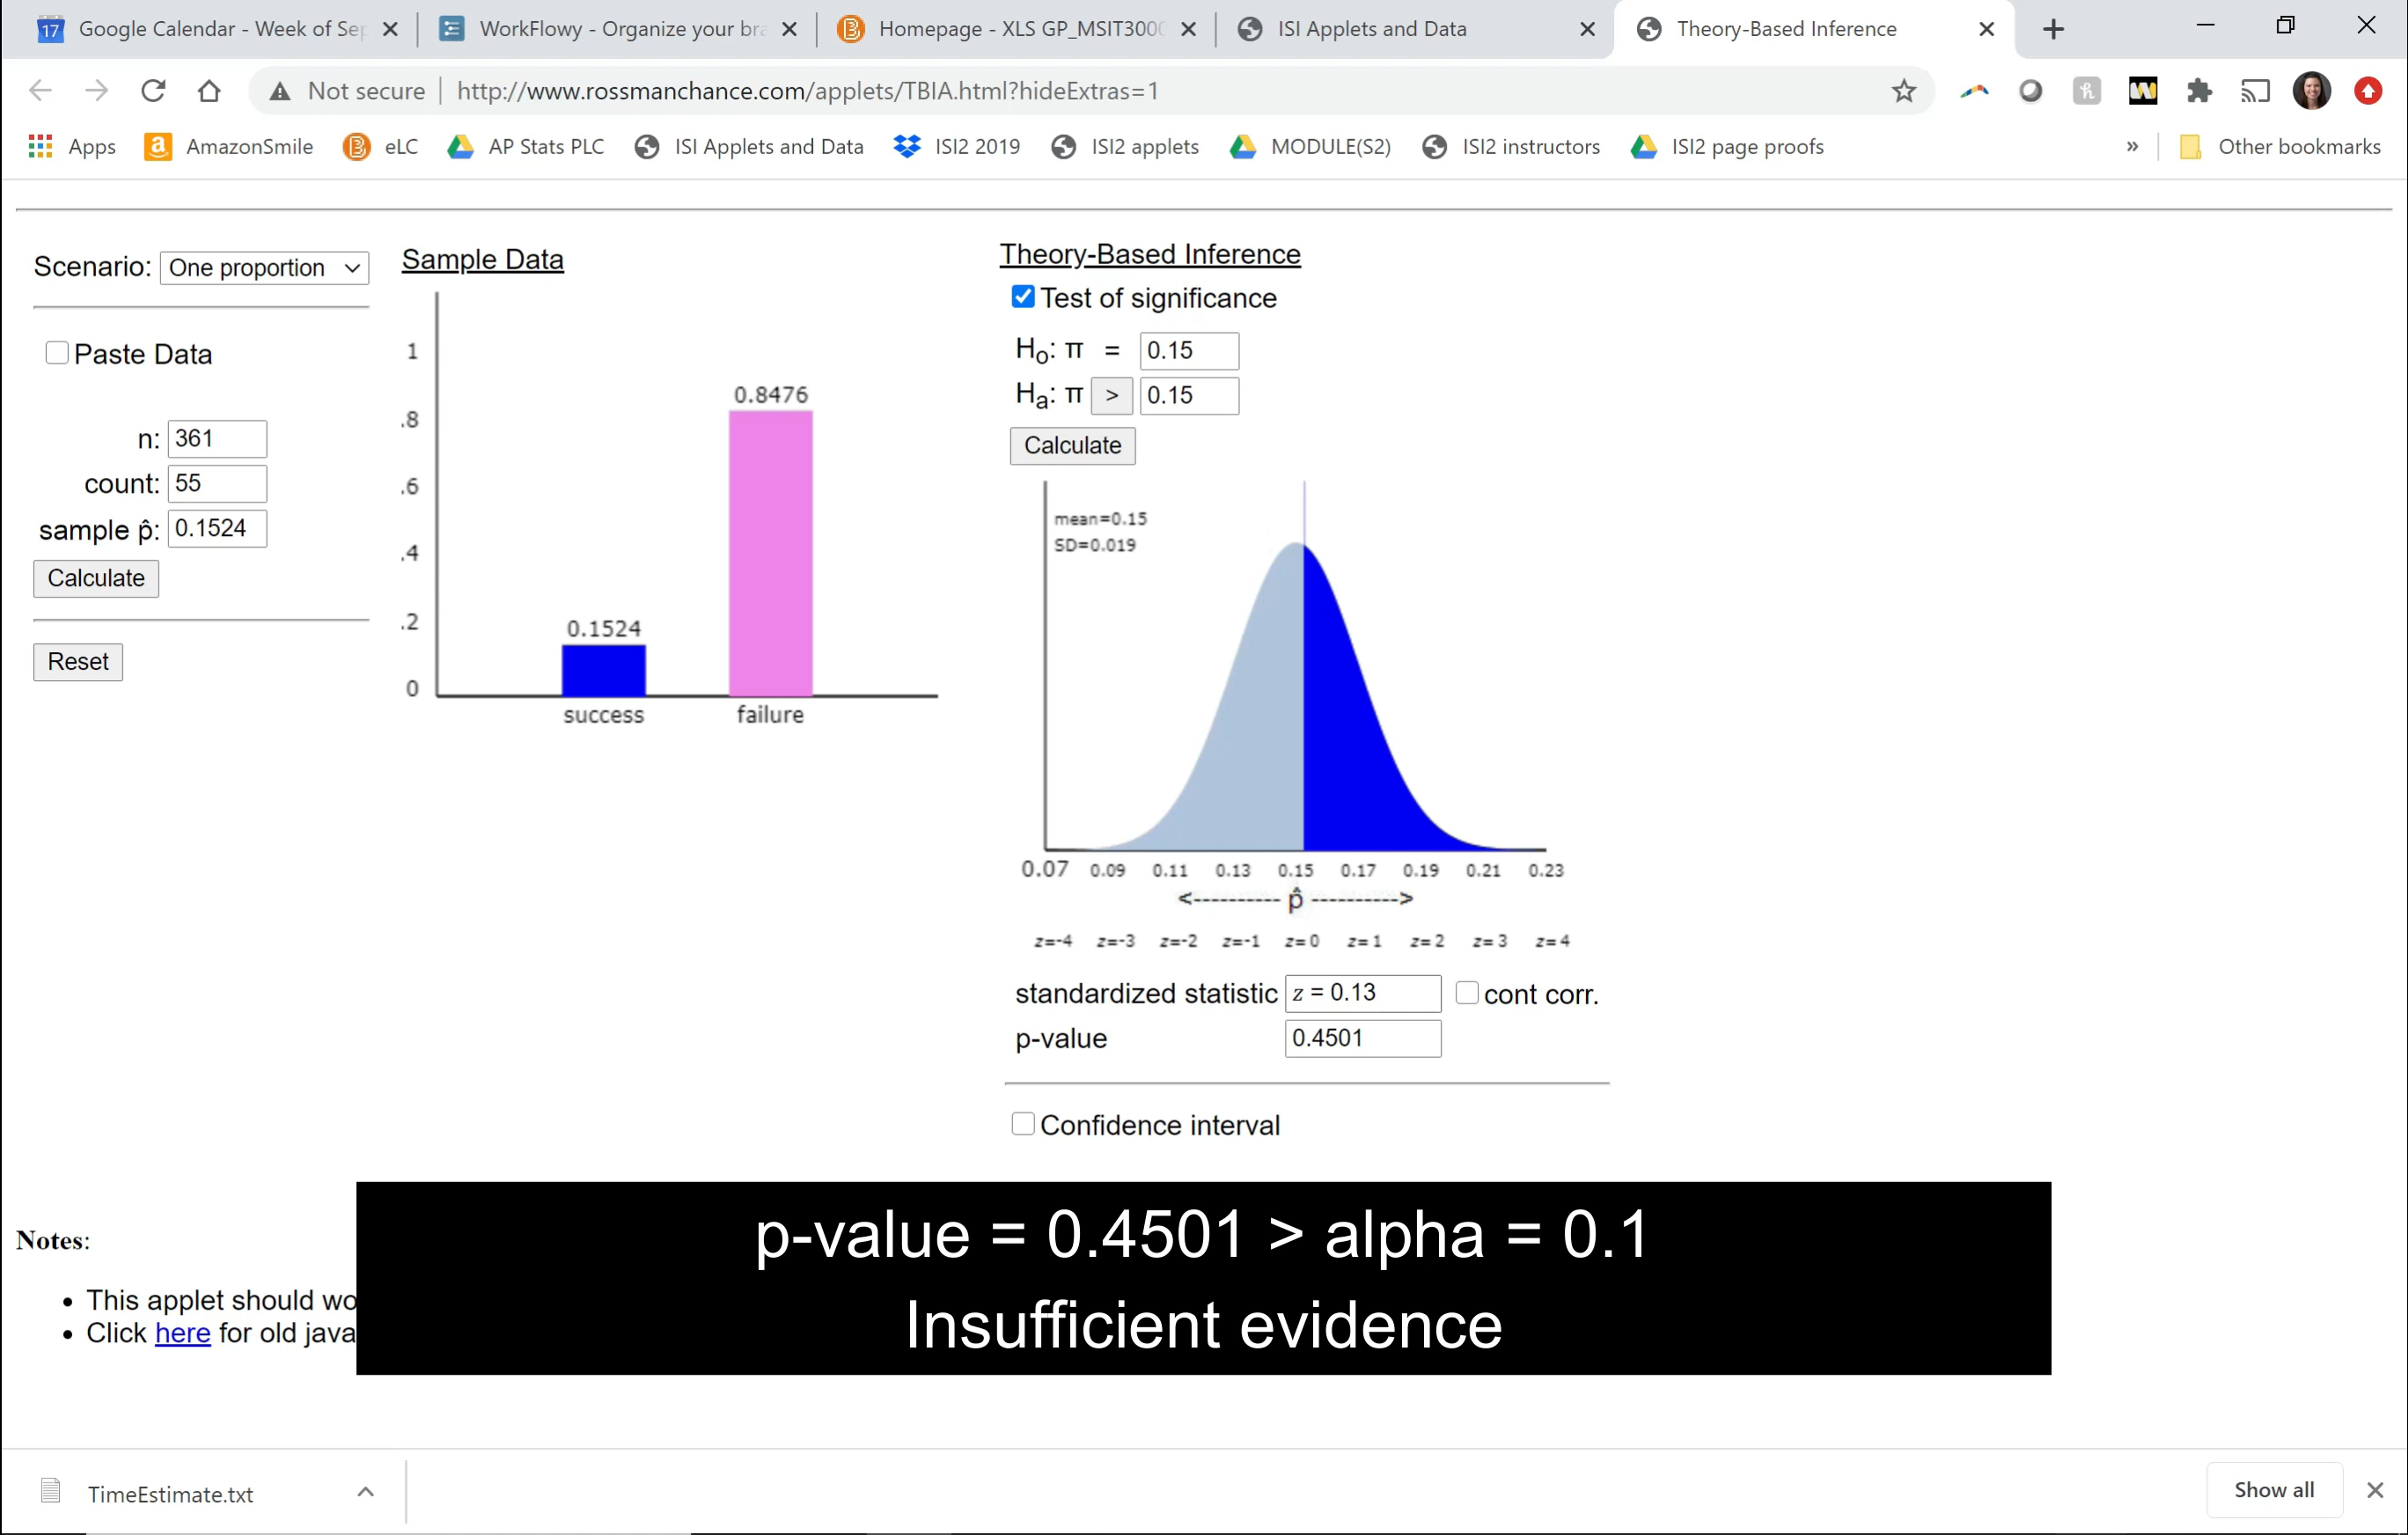 17 Google Calendar - Week of Sep
WorkFlowy - Organize your bra
Homepage - XLS GP_MSIT3000
ISI Applets and Data
Theory-Based Inference
Not secure
http://www.rossmanchance.com/applets/TBIA.html?hideExtras=1
Apps
AmazonSmile
eLC
AP Stats PLC
ISI Applets and Data
ISI2 2019
ISI2 applets
MODULE(S2)
ISI2 instructors
ISI2 page proofs
»
Other bookmarks
Scenario: One proportion
Paste Data
n: 361
count: 55
sample p̂: 0.1524
Calculate
Reset
Sample Data
1
.8
.6
.4
.2
0
0.1524
0.8476
success failure
Theory-Based Inference
Test of significance
Ho: π = 0.15
Ha: π > 0.15
Calculate
mean=0.15
SD=0.019
0.07 0.09 0.11 0.13 0.15 0.17 0.19 0.21 0.23
<---------- p̂ ---------->
z=-4 z=-3 z=-2 z=-1 z=0 z=1 z=2 z=3 z=4
standardized statistic z = 0.13 cont corr.
p-value 0.4501
Confidence interval
p-value = 0.4501 > alpha = 0.1
Insufficient evidence
Notes:
• This applet should wo
• Click here for old java
TimeEstimate.txt
Show all